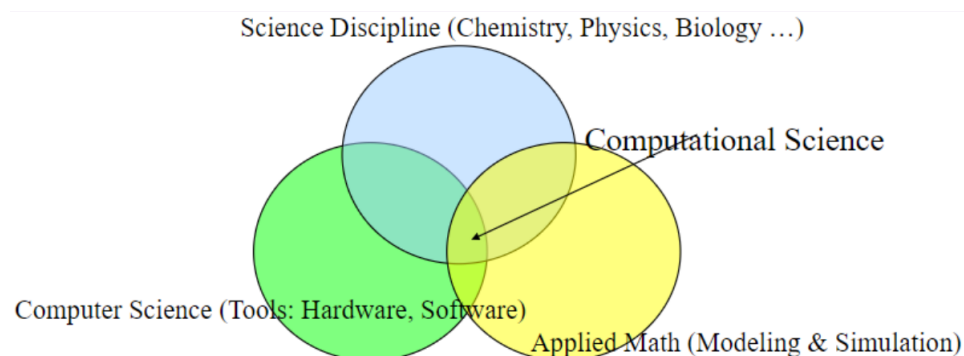 Science Discipline (Chemistry, Physics, Biology …)
Computational Science
Computer Science (Tools: Hardware, Software)
Applied Math (Modeling & Simulation)